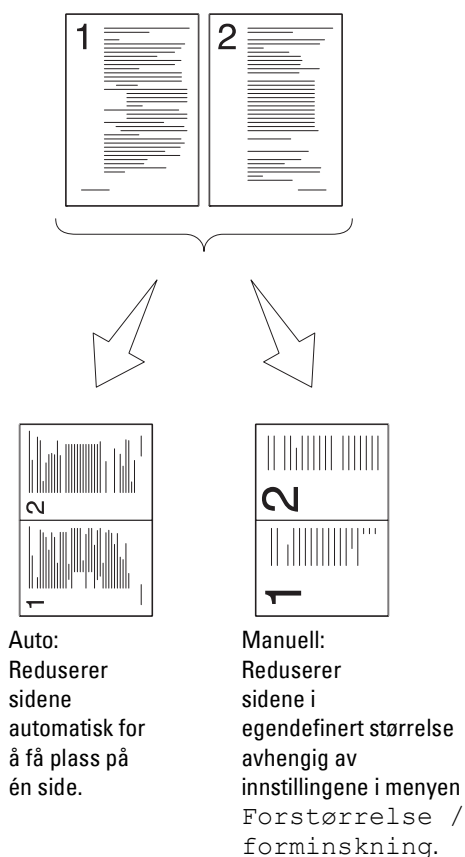 1
2
2
1
2
1
Auto:
Reduserer
sidene
automatisk for
å få plass på
én side.
Manuell:
Reduserer
sidene i
egendefinert størrelse
avhengig av
innstillingene i menyen
Forstørrelse /
forminskning.